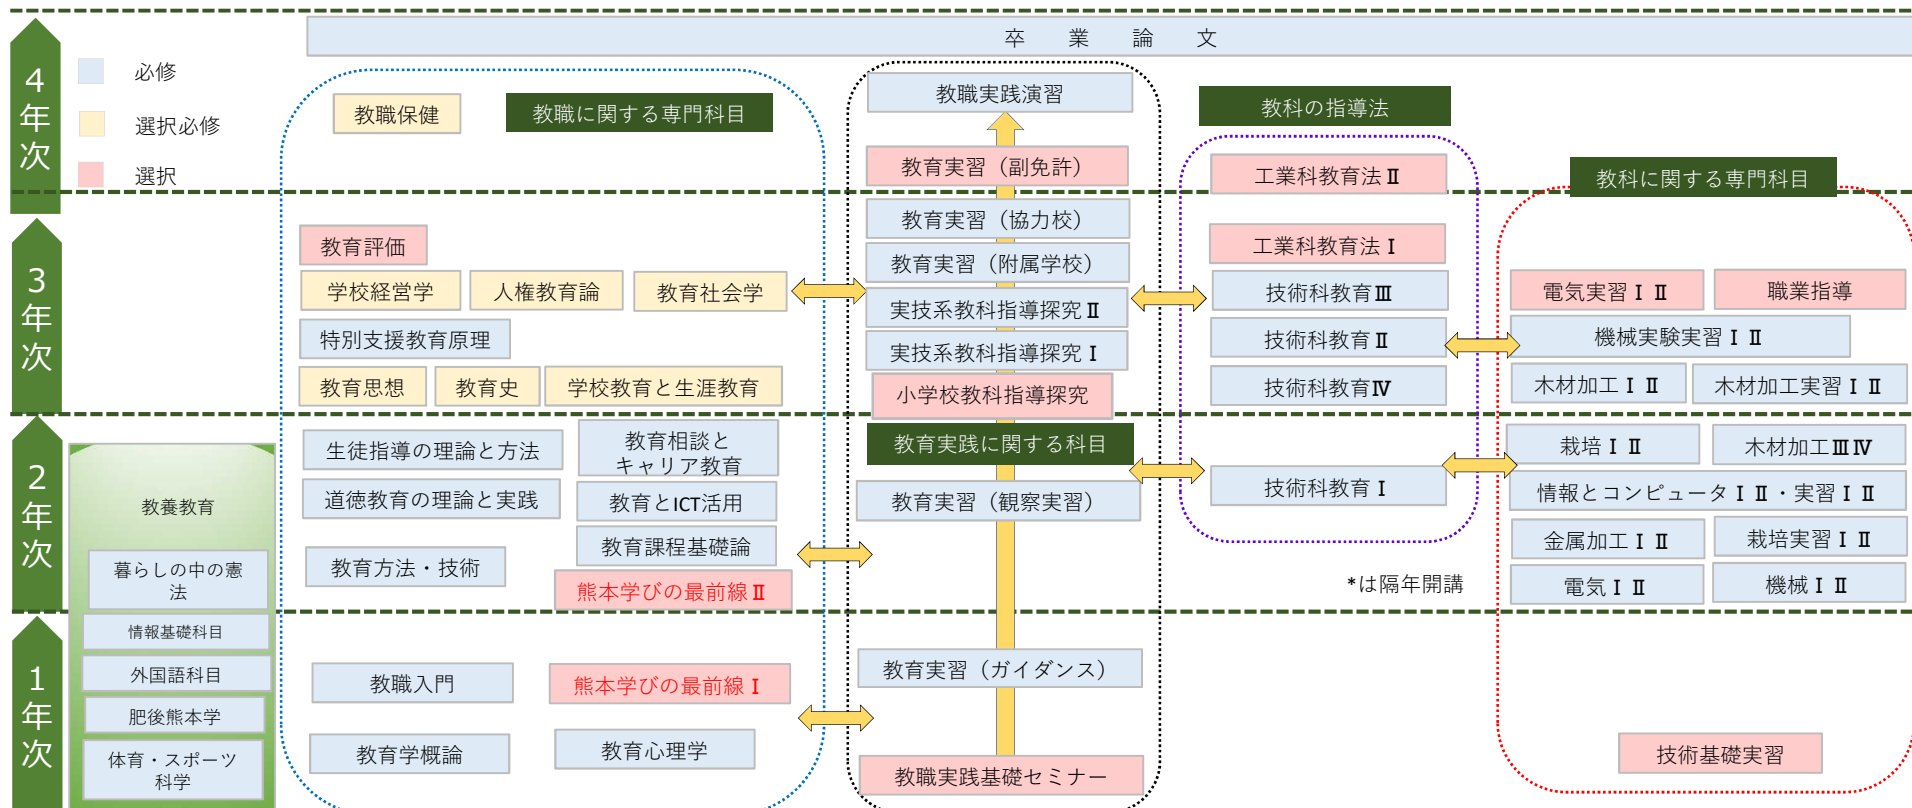 卒 業 論 文
4年次
必修
選択必修
選択
教職保健
教職に関する専門科目
教職実践演習
教育実習（副免許）
教科の指導法
工業科教育法Ⅱ
教科に関する専門科目
3年次
教育評価
学校経営学
人権教育論
教育社会学
特別支援教育原理
教育思想
教育史
学校教育と生涯教育
教育実習（協力校）
教育実習（附属学校）
実技系教科指導探究Ⅱ
実技系教科指導探究Ⅰ
小学校教科指導探究
工業科教育法Ⅰ
技術科教育Ⅲ
技術科教育Ⅱ
技術科教育Ⅳ
電気実習Ⅰ Ⅱ
職業指導
機械実験実習Ⅰ Ⅱ
木材加工Ⅰ Ⅱ
木材加工実習Ⅰ Ⅱ
2年次
教養教育
暮らしの中の憲
法
情報基礎科目
外国語科目
肥後熊本学
体育・スポーツ
科学
生徒指導の理論と方法
教育相談と
キャリア教育
道徳教育の理論と実践
教育とICT活用
教育課程基礎論
教育方法・技術
熊本学びの最前線Ⅱ
教育実践に関する科目
教育実習（観察実習）
技術科教育Ⅰ
*は隔年開講
栽培Ⅰ Ⅱ
木材加工ⅢⅣ
情報とコンピュータⅠ Ⅱ・実習Ⅰ Ⅱ
金属加工Ⅰ Ⅱ
栽培実習Ⅰ Ⅱ
電気Ⅰ Ⅱ
機械Ⅰ Ⅱ
1年次
教職入門
熊本学びの最前線Ⅰ
教育学概論
教育心理学
教育実習（ガイダンス）
教職実践基礎セミナー
技術基礎実習